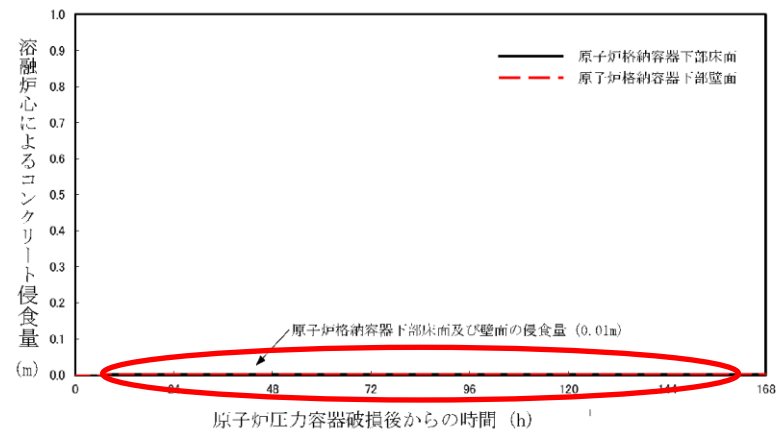 1.0
0.9
0.8
0.7
0.6
0.5
0.4
0.3
0.2
0.1
0.0
溶融炉心によるコンクリート侵食量
(m)
原子炉格納容器下部床面
原子炉格納容器下部壁面
原子炉格納容器下部床面及び壁面の侵食量 (0.01m)
0 24 48 72 96 120 144 168
原子炉圧力容器破損後からの時間 (h)